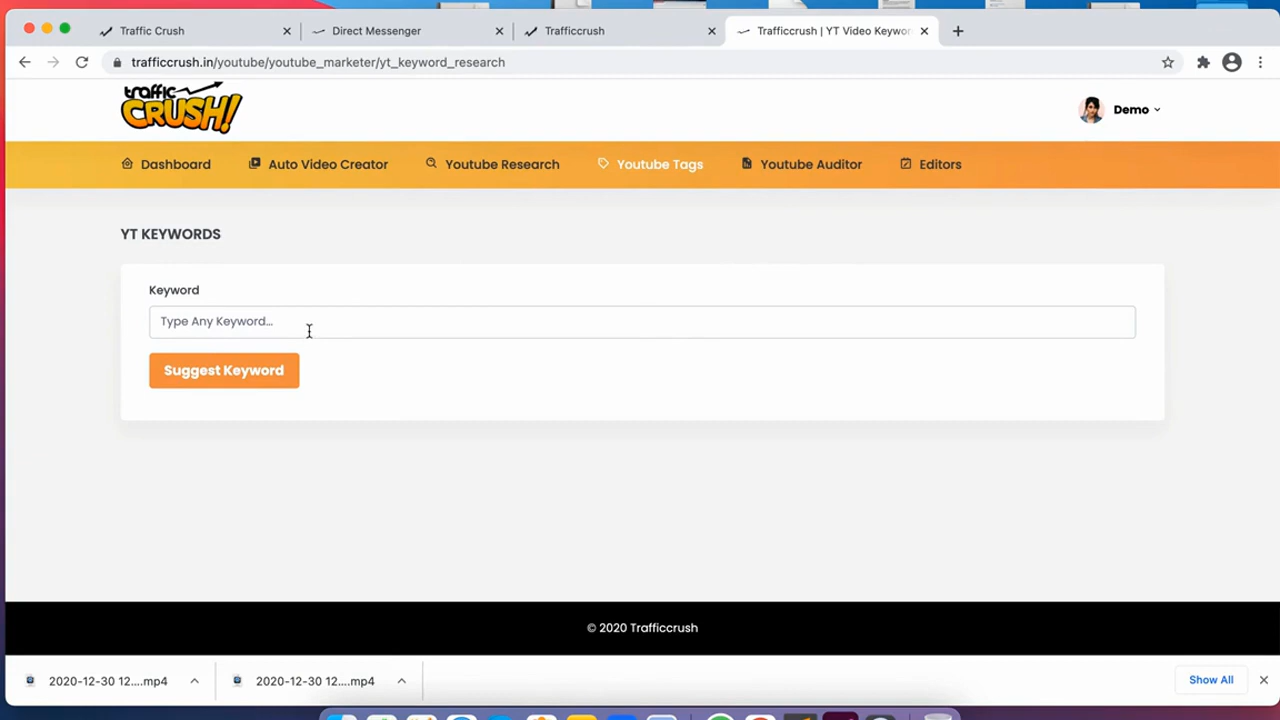 Traffic Crush
Direct Messenger
Trafficcrush
Trafficcrush | YT Video Keywor
trafficcrush.in/youtube/youtube_marketer/yt_keyword_research
traffic
CRUSH!
Demo
Dashboard
Auto Video Creator
Youtube Research
Youtube Tags
Youtube Auditor
Editors
YT KEYWORDS
Keyword
Type Any Keyword...
Suggest Keyword
© 2020 Trafficcrush
2020-12-30 12....mp4
2020-12-30 12....mp4
Show All